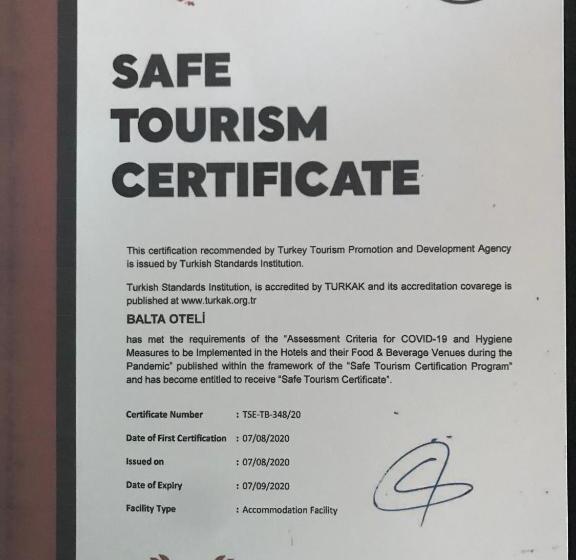 SAFE
TOURISM
CERTIFICATE
This certification recommended by Turkey Tourism Promotion and Development Agency
is issued by Turkish Standards Institution.
Turkish Standards Institution, is accredited by TURKAK and its accreditation covarege is
published at www.turkak.org.tr
BALTA OTELİ
has met the requirements of the "Assessment Criteria for COVID-19 and Hygiene
Measures to be Implemented in the Hotels and their Food & Beverage Venues during the
Pandemic" published within the framework of the "Safe Tourism Certification Program"
and has become entitled to receive "Safe Tourism Certificate".
Certificate Number : TSE-TB-348/20
Date of First Certification : 07/08/2020
Issued on : 07/08/2020
Date of Expiry : 07/09/2020
Facility Type : Accommodation Facility